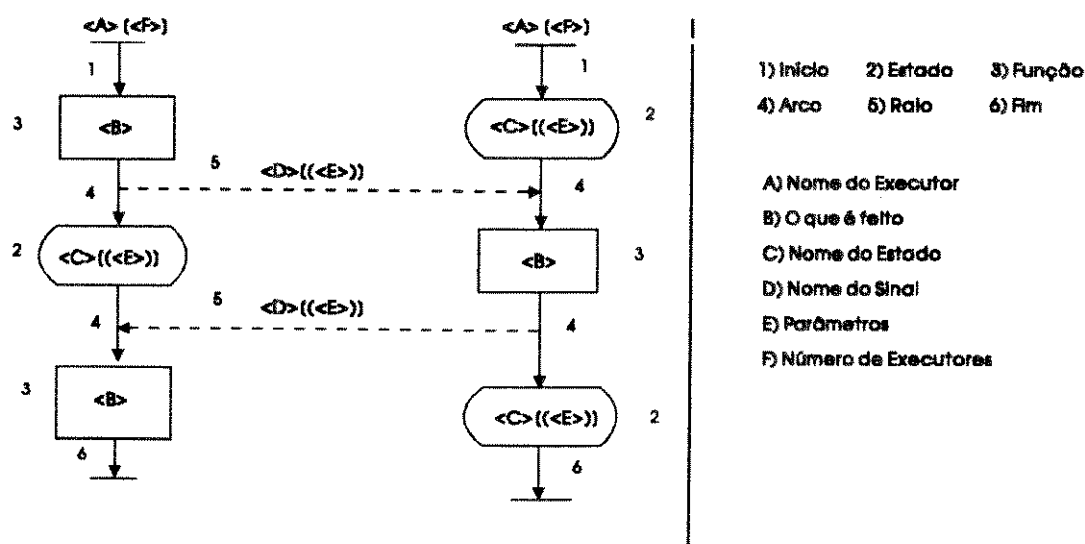 <A> [<F>]
<A> [<F>]
1
1
<B>
3
<C>[(<E>)]
2
5
<D>[(<E>)]
4
4
2
<C>[(<E>)]
<B>
3
5
<D>[(<E>)]
4
4
3
<B>
<C>[(<E>)]
2
6
6
1) Início 2) Estado 3) Função
4) Arco 5) Raio 6) Fim
A) Nome do Executor
B) O que é feito
C) Nome do Estado
D) Nome do Sinal
E) Parâmetros
F) Número de Executores